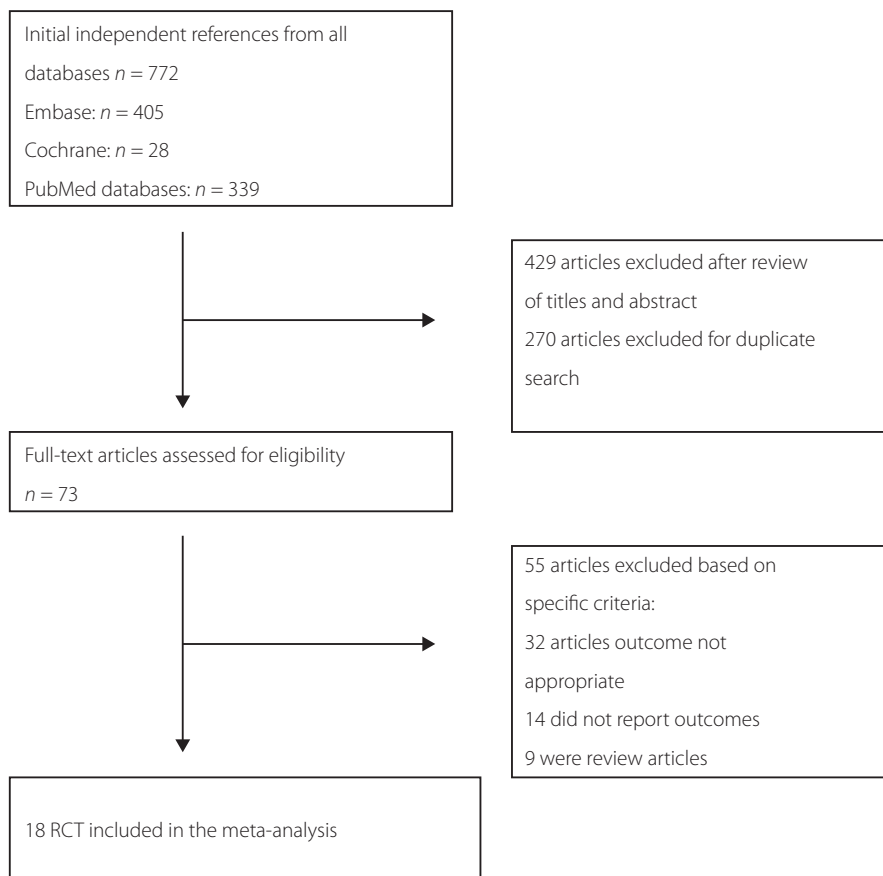 Initial independent references from all
databases n = 772
Embase: n = 405
Cochrane: n = 28
PubMed databases: n = 339
429 articles excluded after review
of titles and abstract
270 articles excluded for duplicate
search
Full-text articles assessed for eligibility
n = 73
55 articles excluded based on
specific criteria:
32 articles outcome not
appropriate
14 did not report outcomes
9 were review articles
18 RCT included in the meta-analysis